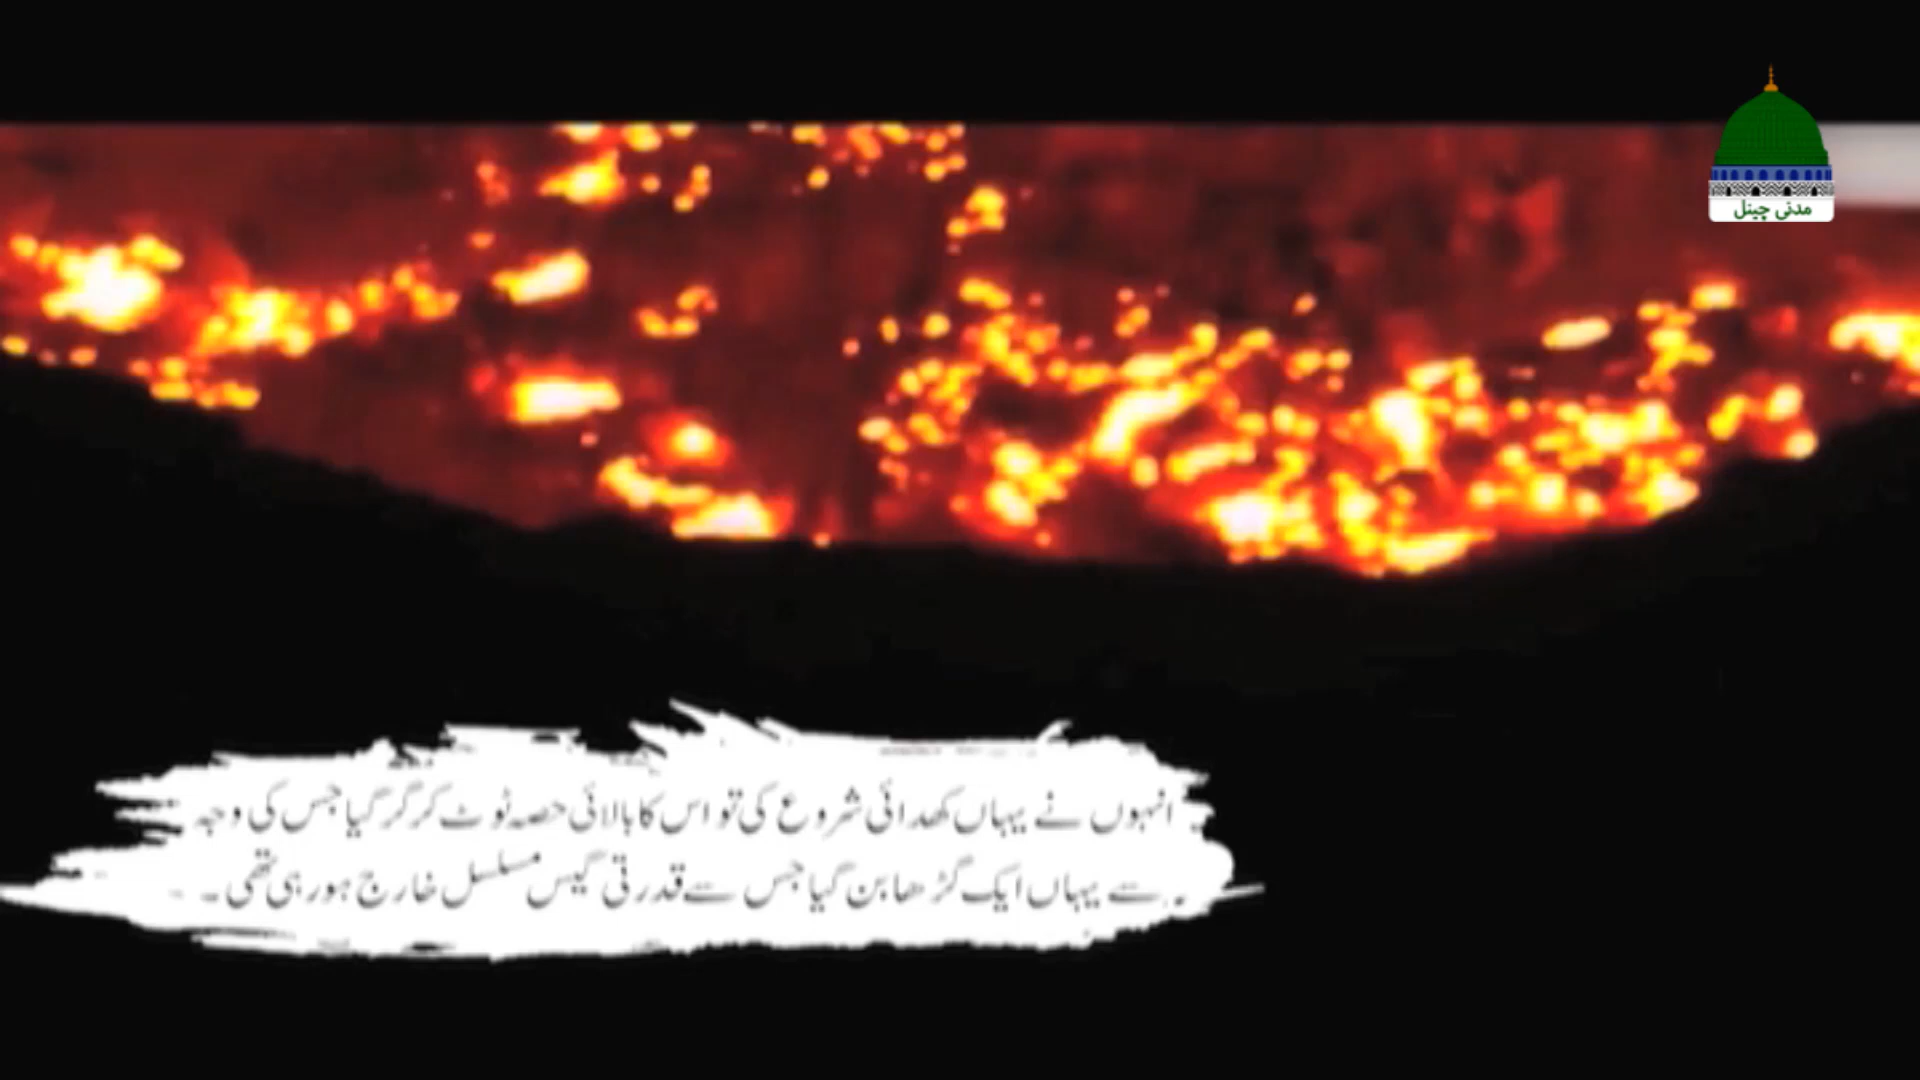 مدنی چینل
انہوں نے یہاں کھدائی شروع کی تو اس کا بالائی حصہ ٹوٹ کر گر گیا جس کی وجہ
سے یہاں ایک گڑھا بن گیا جس سے قدرتی گیس مسلسل خارج ہو رہی تھی۔